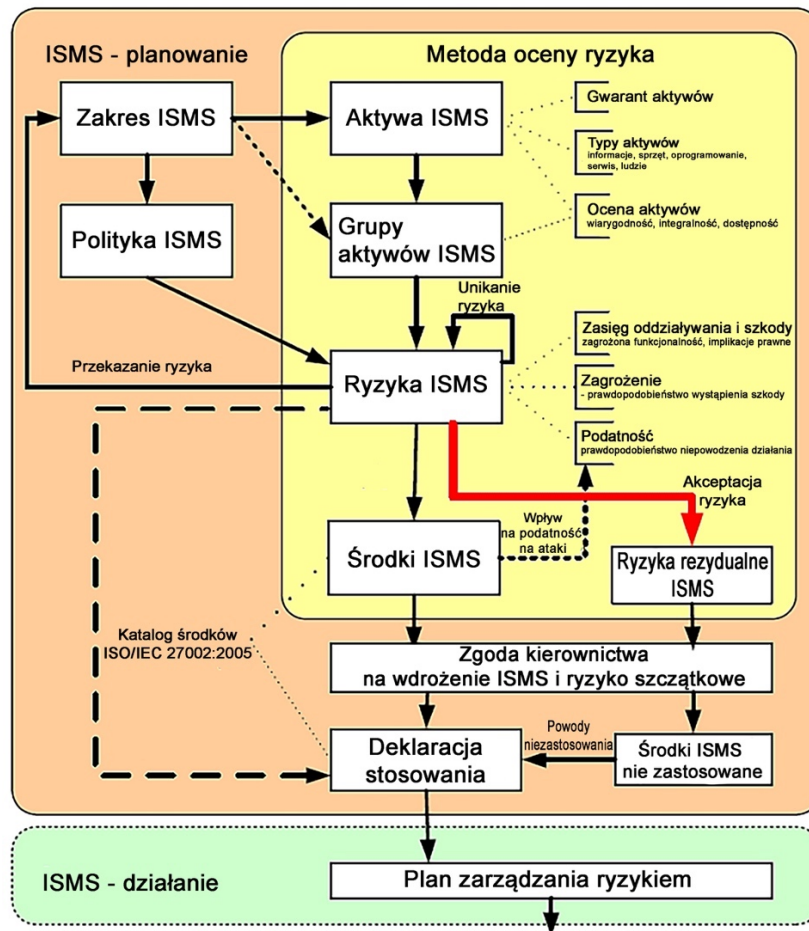 ISMS - planowanie
Metoda oceny ryzyka
Zakres ISMS
Aktywa ISMS
Gwarant aktywów
Typy aktywów
informacje, sprzęt, oprogramowanie,
serwis, ludzie
Polityka ISMS
Grupy
aktywów ISMS
Ocena aktywów
wiarygodność, integralność, dostępność
Unikanie
ryzyka
Zasięg oddziaływania i szkody
zagrożona funkcjonalność, implikacje prawne
Przekazanie ryzyka
Ryzyka ISMS
Zagrożenie
- prawdopodobieństwo wystąpienia szkody
Podatność
prawdopodobieństwo niepowodzenia działania
Akceptacja
ryzyka
Wpływ
na podatność
na ataki
Środki ISMS
Ryzyka rezydualne
ISMS
Katalog środków
ISO/IEC 27002:2005
Zgoda kierownictwa
na wdrożenie ISMS i ryzyko szczątkowe
Deklaracja
stosowania
Powody
niezastosowania
Środki ISMS
nie zastosowane
ISMS - działanie
Plan zarządzania ryzykiem